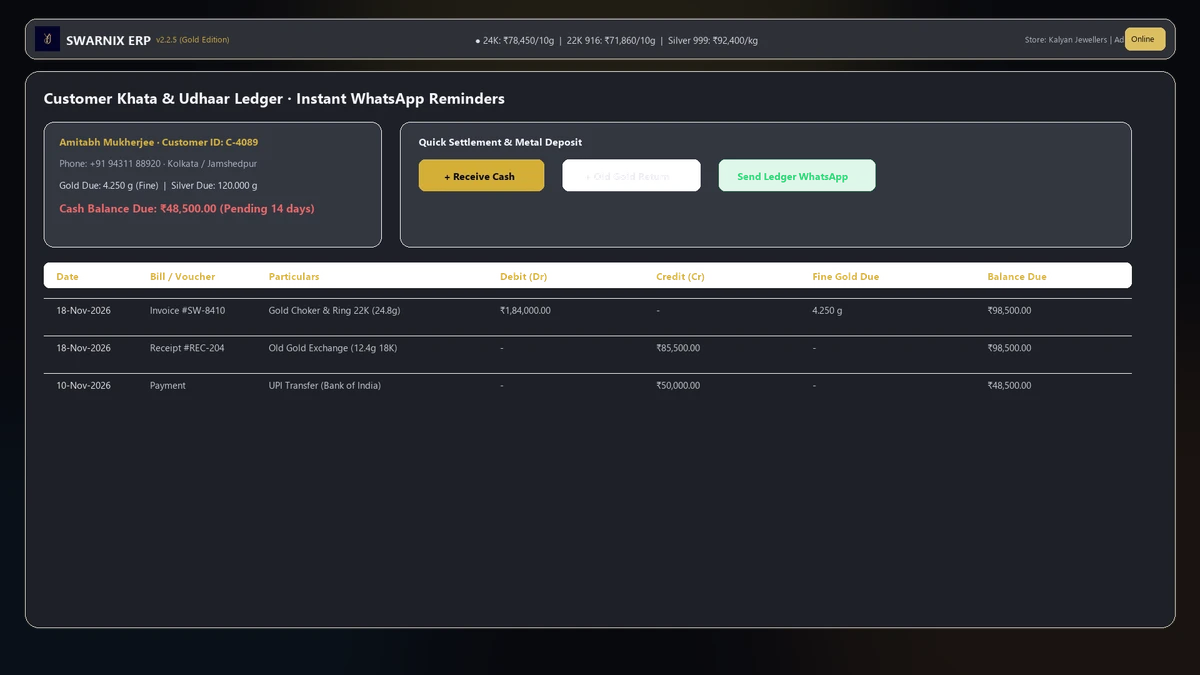 SWARNIX ERP v2.2.5 (Gold Edition)
● 24K: ₹78,450/10g | 22K 916: ₹71,860/10g | Silver 999: ₹92,400/kg
Store: Kalyan Jewellers | Ad
Online
Customer Khata & Udhaar Ledger · Instant WhatsApp Reminders
Amitabh Mukherjee · Customer ID: C-4089
Phone: +91 94311 88920 · Kolkata / Jamshedpur
Gold Due: 4.250 g (Fine) | Silver Due: 120.000 g
Cash Balance Due: ₹48,500.00 (Pending 14 days)
Quick Settlement & Metal Deposit
+ Receive Cash
+ Old Gold Return
Send Ledger WhatsApp
Date Bill / Voucher Particulars Debit (Dr) Credit (Cr) Fine Gold Due Balance Due
18-Nov-2026 Invoice #SW-8410 Gold Choker & Ring 22K (24.8g) ₹1,84,000.00 - 4.250 g ₹98,500.00
18-Nov-2026 Receipt #REC-204 Old Gold Exchange (12.4g 18K) - ₹85,500.00 - ₹98,500.00
10-Nov-2026 Payment UPI Transfer (Bank of India) - ₹50,000.00 - ₹48,500.00